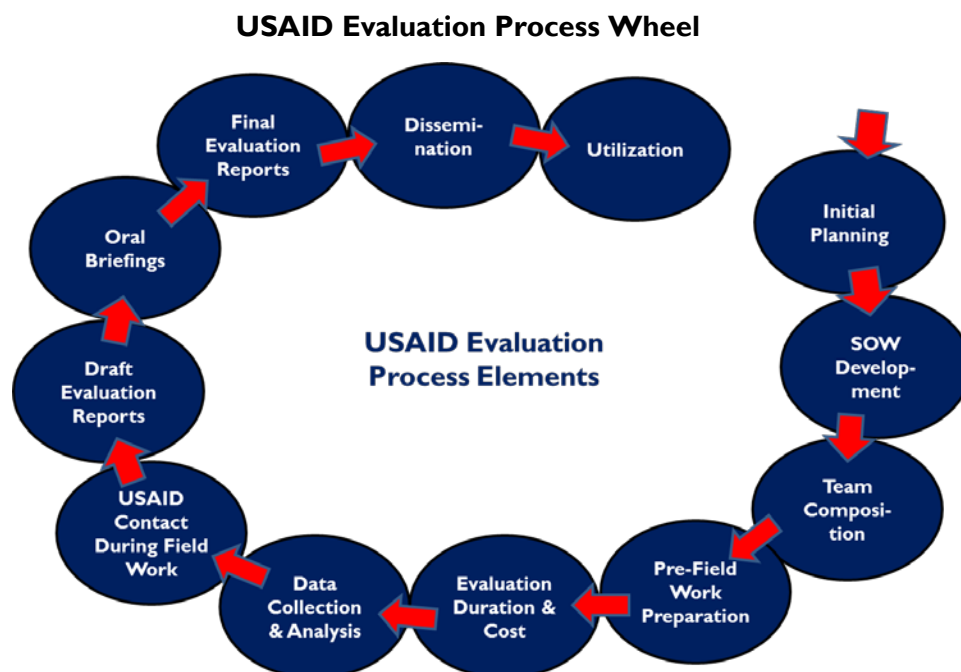 USAID Evaluation Process Wheel
Initial
Planning
SOW
Develop-
ment
Team
Composi-
tion
Pre-Field
Work
Preparation
Evaluation
Duration &
Cost
Data
Collection
& Analysis
USAID
Contact
During Field
Work
Draft
Evaluation
Reports
Oral
Briefings
Final
Evaluation
Reports
Dissemi-
nation
Utilization
USAID Evaluation
Process Elements